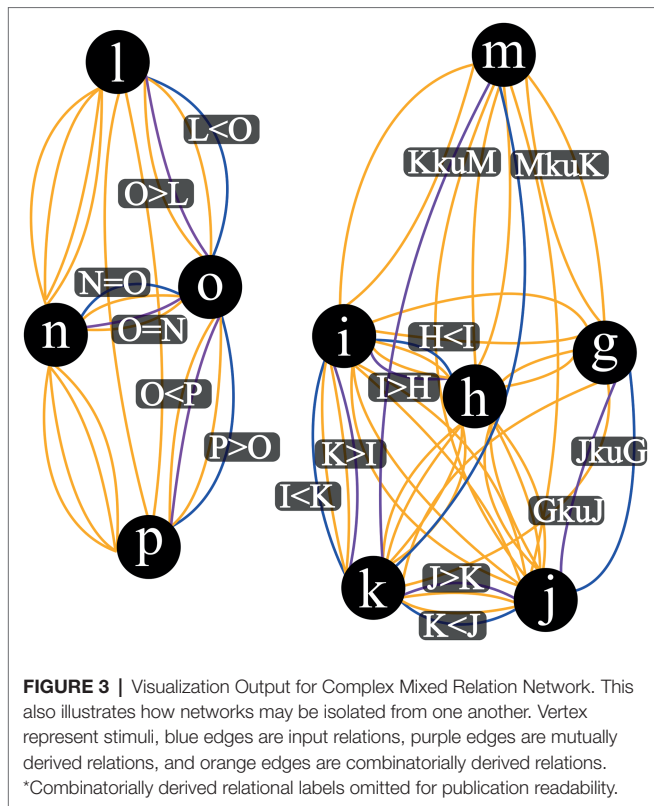 l
m
L<O
KkuM
MkuK
O>L
N=O
o
n
O=N
i
H<I
g
O<P
I>H
h
P>O
K>I
JkuG
I<K
GkuJ
p
k
J>K
j
K<J
FIGURE 3 | Visualization Output for Complex Mixed Relation Network. This
also illustrates how networks may be isolated from one another. Vertex
represent stimuli, blue edges are input relations, purple edges are mutually
derived relations, and orange edges are combinatorially derived relations.
*Combinatorially derived relational labels omitted for publication readability.